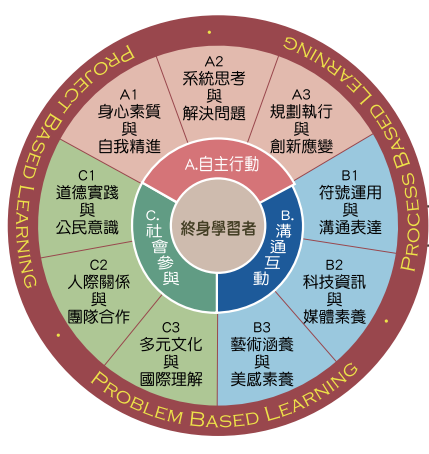 PROJECT BASED LEARNING
PROCESS BASED LEARNING
PROBLEM BASED LEARNING
A1
身心素質
與
自我精進
A2
系統思考
與
解決問題
A3
規劃執行
與
創新應變
B1
符號運用
與
溝通表達
B2
科技資訊
與
媒體素養
B3
藝術涵養
與
美感素養
C1
道德實踐
與
公民意識
C2
人際關係
與
團隊合作
C3
多元文化
與
國際理解
A.自主行動
B.溝通互動
C.社會參與
終身學習者